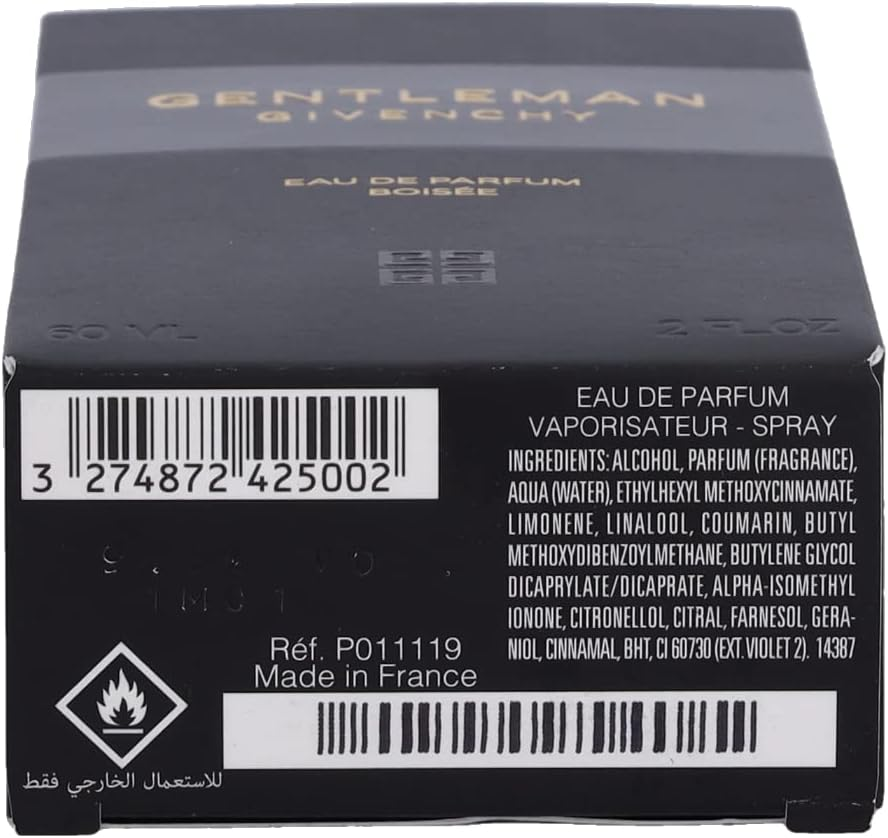 GENTLEMAN
GIVENCHY
EAU DE PARFUM
BOISÉE
60 ML 2 FL.OZ
3 274872 425002
EAU DE PARFUM
VAPORISATEUR - SPRAY
INGREDIENTS: ALCOHOL, PARFUM (FRAGRANCE),
AQUA (WATER), ETHYLHEXYL METHOXYCINNAMATE,
LIMONENE, LINALOOL, COUMARIN, BUTYL
METHOXYDIBENZOYLMETHANE, BUTYLENE GLYCOL
DICAPRYLATE/DICAPRATE, ALPHA-ISOMETHYL
IONONE, CITRONELLOL, CITRAL, FARNESOL, GERA-
NIOL, CINNAMAL, BHT, CI 60730 (EXT. VIOLET 2). 14387
1M01
Réf. P011119
Made in France
للاستعمال الخارجي فقط